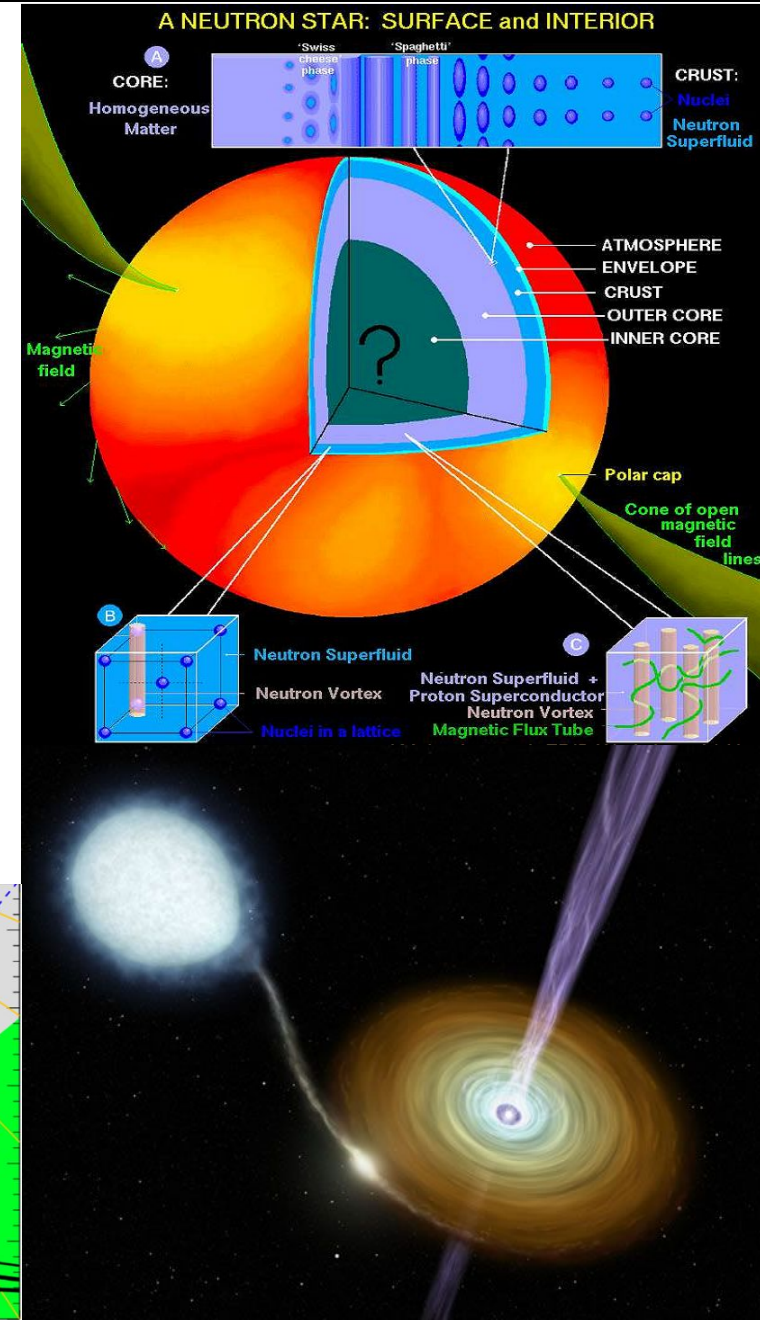 A NEUTRON STAR: SURFACE and INTERIOR
A
'Swiss
cheese'
phase
'Spaghetti'
phase
CORE:
Homogeneous
Matter
CRUST:
Nuclei
Neutron
Superfluid
ATMOSPHERE
ENVELOPE
CRUST
OUTER CORE
INNER CORE
?
Magnetic
field
Polar cap
Cone of open
magnetic
field
lines
B
Neutron Superfluid
Neutron Vortex
Nuclei in a lattice
C
Neutron Superfluid +
Proton Superconductor
Neutron Vortex
Magnetic Flux Tube